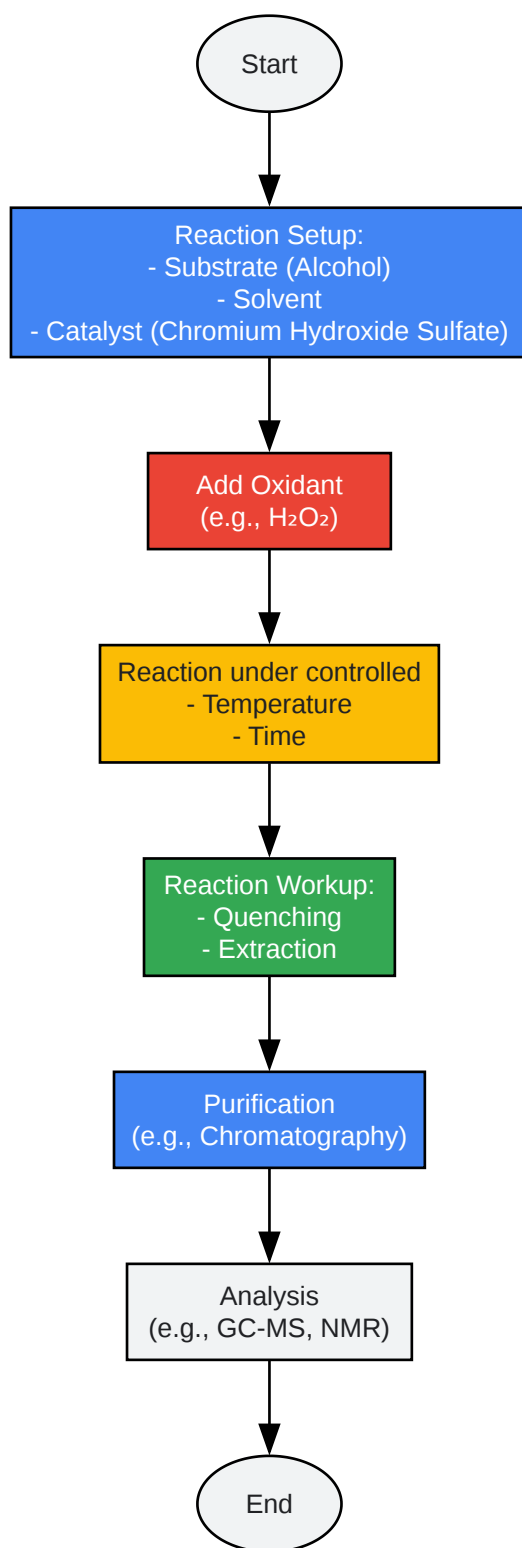 Start
Reaction Setup:
- Substrate (Alcohol)
- Solvent
- Catalyst (Chromium Hydroxide Sulfate)
Add Oxidant
(e.g., H₂O₂)
Reaction under controlled
- Temperature
- Time
Reaction Workup:
- Quenching
- Extraction
Purification
(e.g., Chromatography)
Analysis
(e.g., GC-MS, NMR)
End